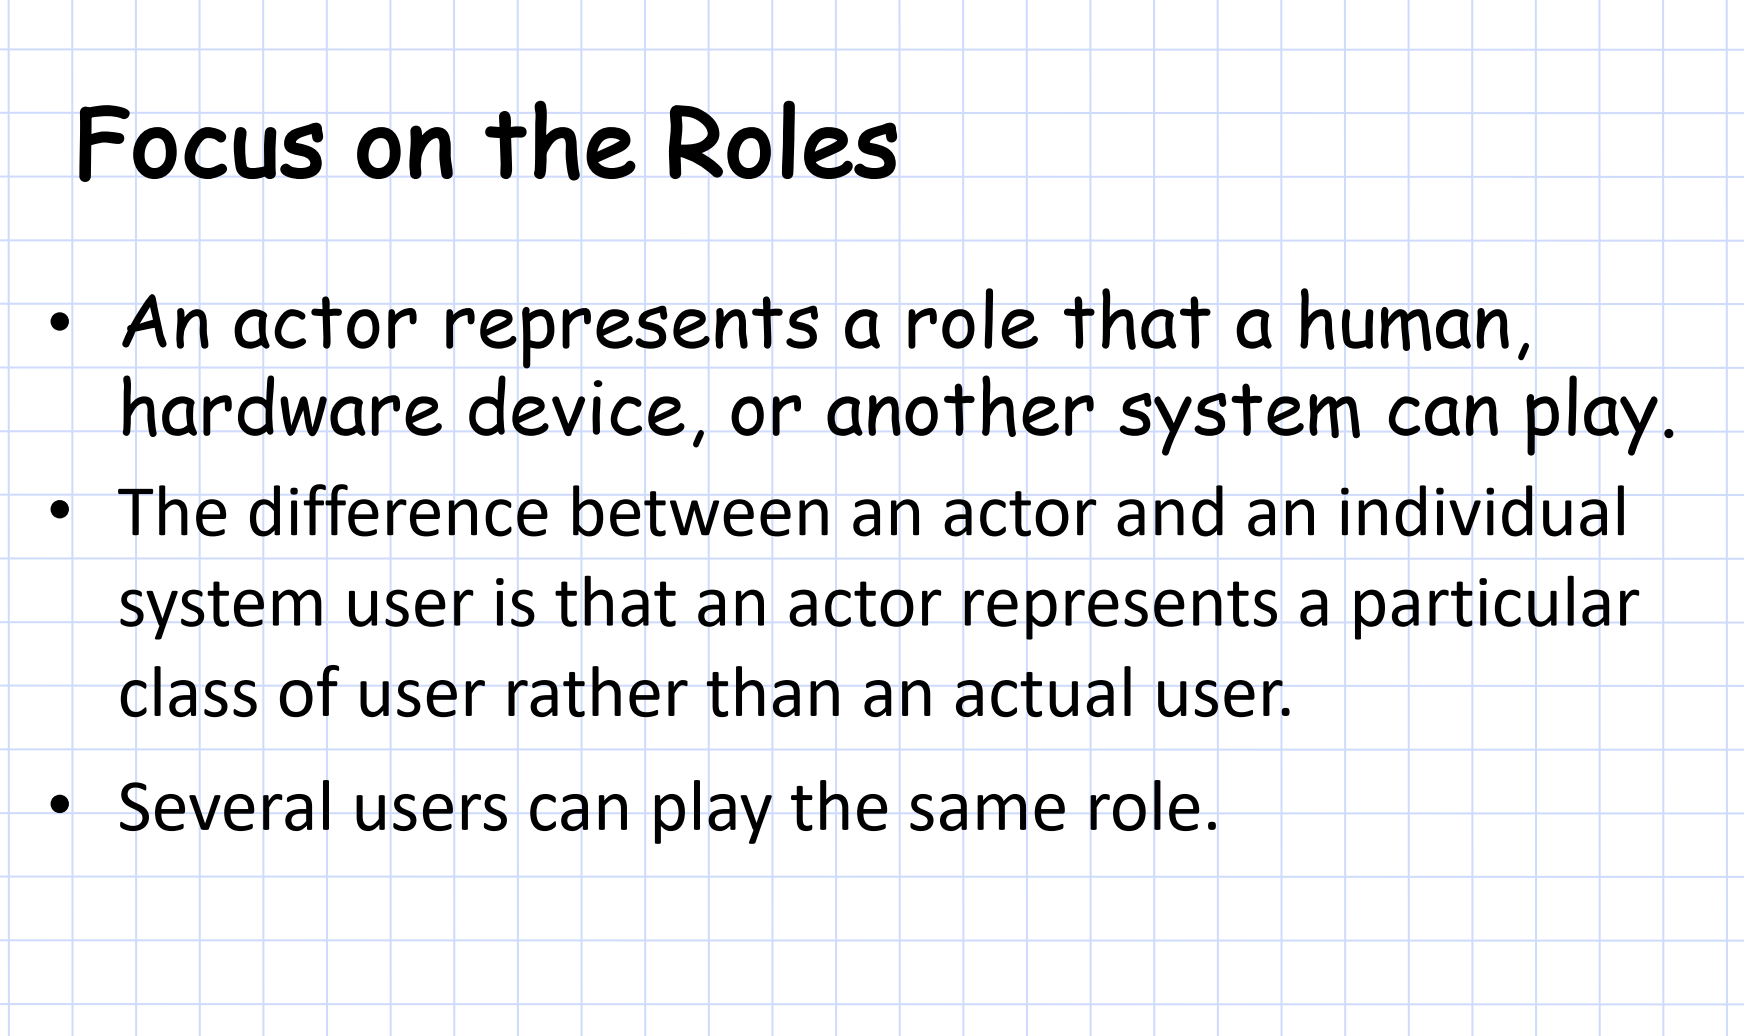 Focus on the Roles
• An actor represents a role that a human,
hardware device, or another system can play.
• The difference between an actor and an individual
system user is that an actor represents a particular
class of user rather than an actual user.
• Several users can play the same role.